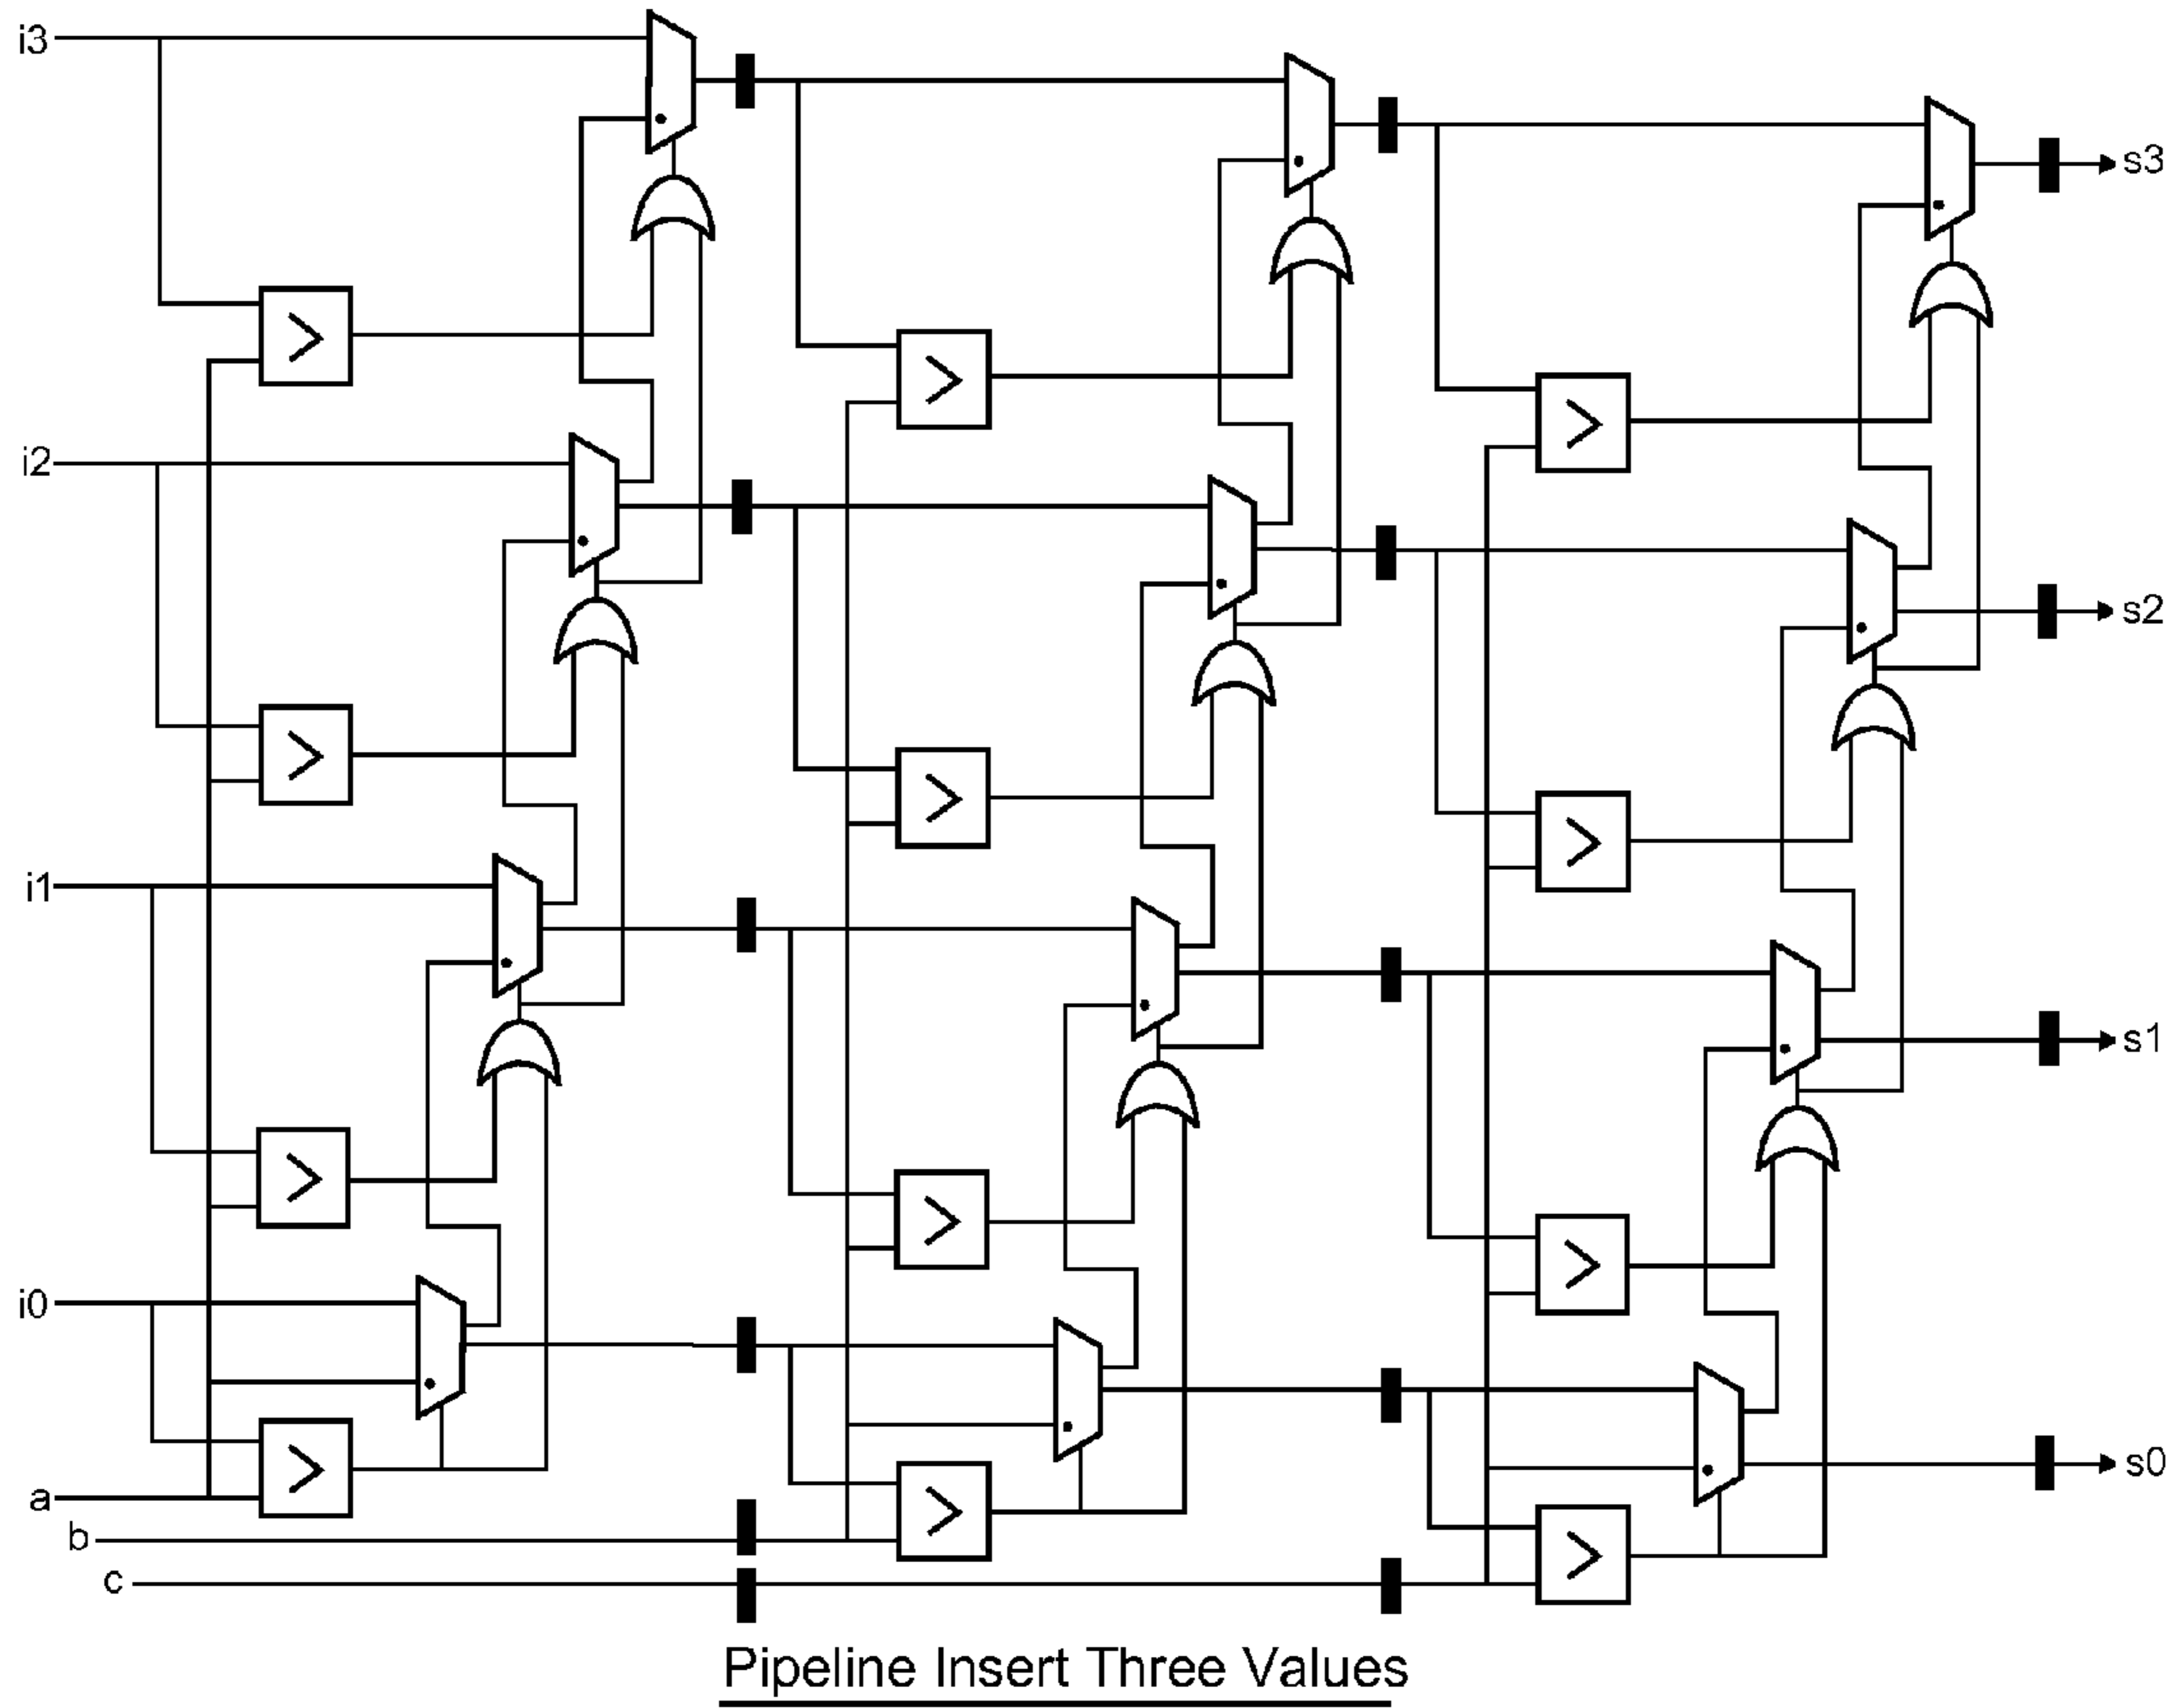 i3
s3
i2
s2
i1
s1
i0
s0
a
b
c
>
>
>
>
>
>
>
>
>
>
>
>
Pipeline Insert Three Values